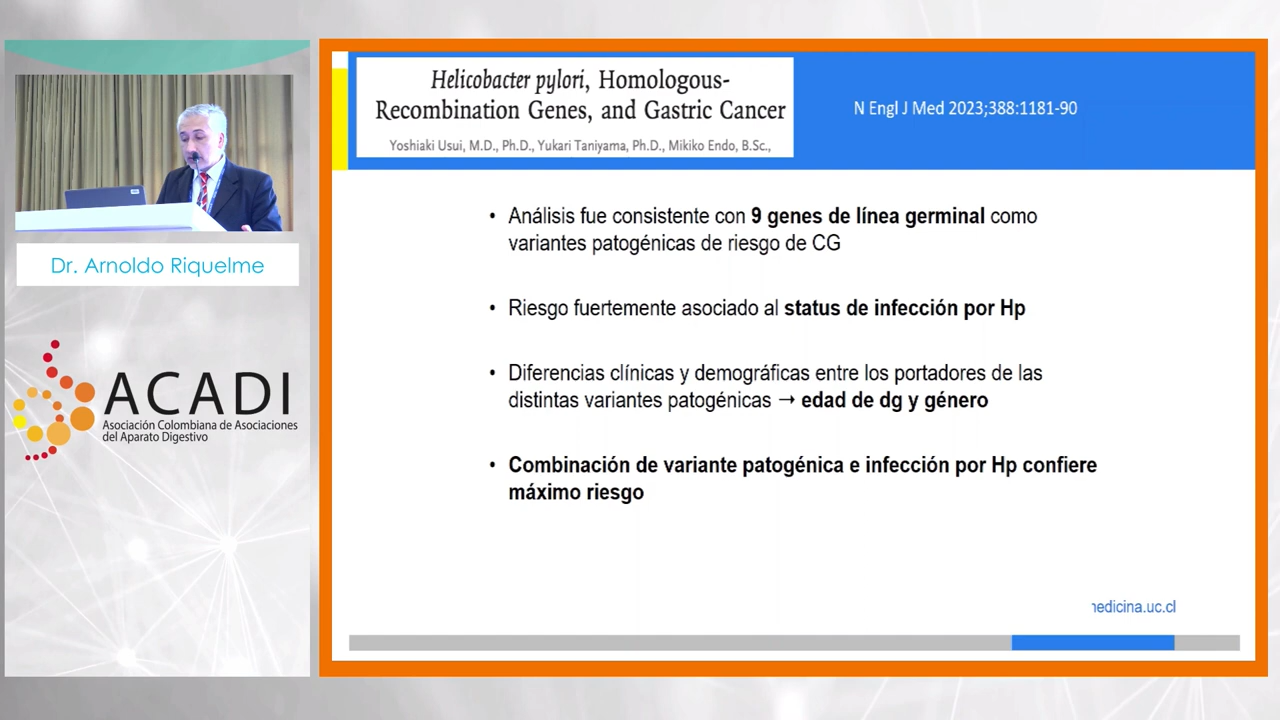 Helicobacter pylori, Homologous-
Recombination Genes, and Gastric Cancer
Yoshiaki Usui, M.D., Ph.D., Yukari Taniyama, Ph.D., Mikiko Endo, B.Sc.,
N Engl J Med 2023;388:1181-90
• Análisis fue consistente con 9 genes de línea germinal como
variantes patogénicas de riesgo de CG
• Riesgo fuertemente asociado al status de infección por Hp
• Diferencias clínicas y demográficas entre los portadores de las
distintas variantes patogénicas → edad de dg y género
• Combinación de variante patogénica e infección por Hp confiere
máximo riesgo
nedicina.uc.cl
Dr. Arnoldo Riquelme
ACADI
Asociación Colombiana de Asociaciones
del Aparato Digestivo